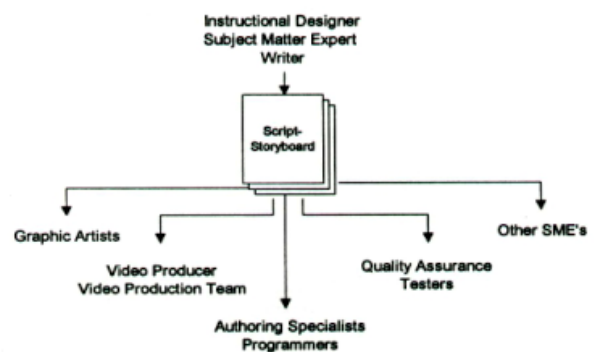 Instructional Designer
Subject Matter Expert
Writer
Script-
Storyboard
Graphic Artists
Other SME's
Video Producer
Video Production Team
Quality Assurance
Testers
Authoring Specialists
Programmers